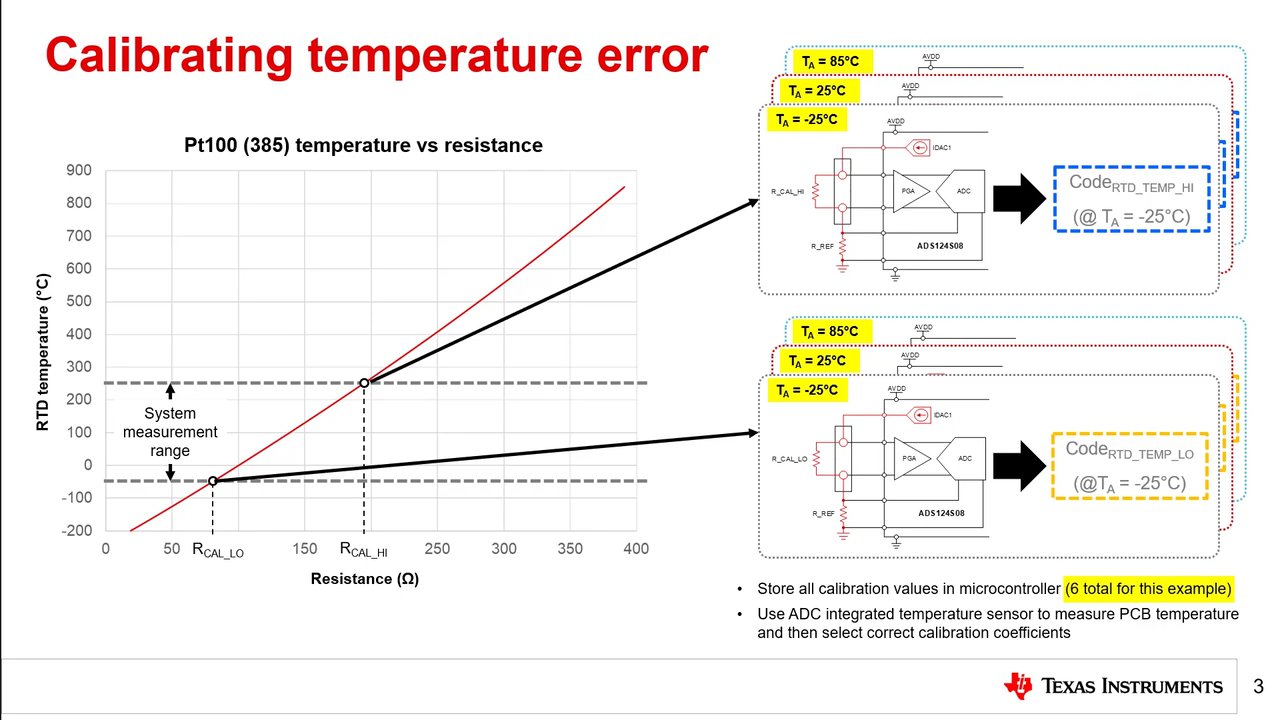 Calibrating temperature error
Pt100 (385) temperature vs resistance
900
800
700
600
500
400
300
200
100
0
-100
-200
RTD temperature (°C)
System
measurement
range
0
50
RCAL_LO
150
RCAL_HI
250
300
350
400
Resistance (Ω)
TA = 85°C
AVDD
TA = 25°C
AVDD
TA = -25°C
AVDD
IDAC1
R_CAL_HI
PGA
ADC
R_REF
ADS124S08
CodeRTD_TEMP_HI
(@ TA = -25°C)
TA = 85°C
AVDD
TA = 25°C
AVDD
TA = -25°C
AVDD
IDAC1
R_CAL_LO
PGA
ADC
R_REF
ADS124S08
CodeRTD_TEMP_LO
(@TA = -25°C)
• Store all calibration values in microcontroller (6 total for this example)
• Use ADC integrated temperature sensor to measure PCB temperature
and then select correct calibration coefficients
TEXAS INSTRUMENTS
3